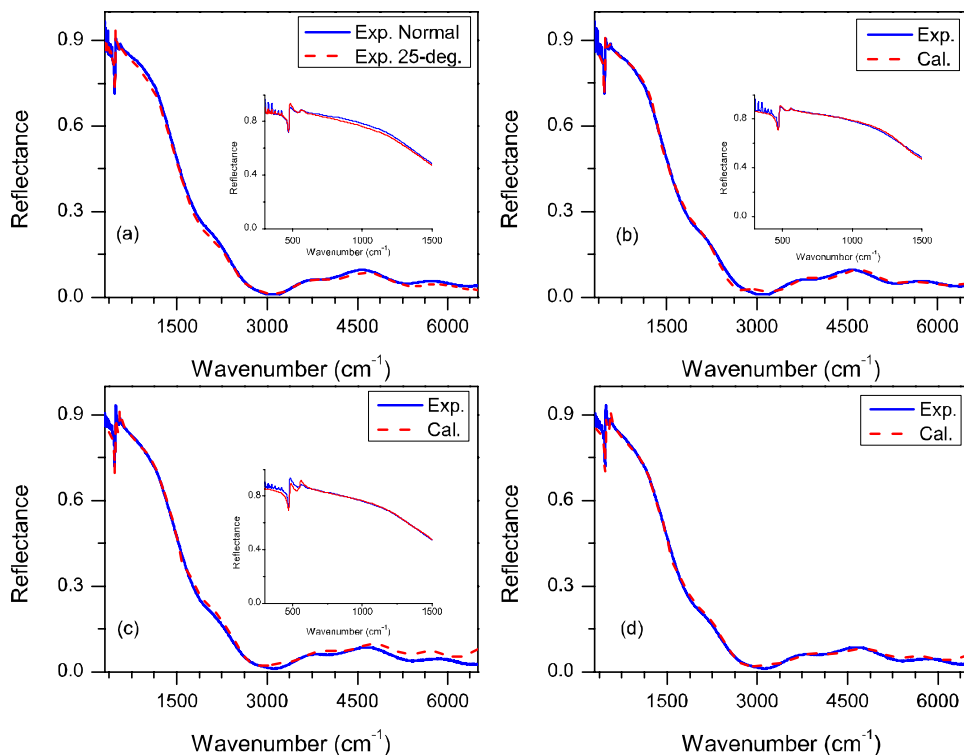 Exp. Normal
Exp. 25-deg.
Reflectance
0.9
0.6
0.3
0.0
1500
3000
4500
6000
Wavenumber (cm-1)
(a)
Reflectance
0.8
0.4
0.0
500
1000
1500
Wavenumber (cm-1)
Exp.
Cal.
Reflectance
0.9
0.6
0.3
0.0
1500
3000
4500
6000
Wavenumber (cm-1)
(b)
Reflectance
0.8
0.4
0.0
500
1000
1500
Wavenumber (cm-1)
Exp.
Cal.
Reflectance
0.9
0.6
0.3
0.0
1500
3000
4500
6000
Wavenumber (cm-1)
(c)
Reflectance
0.8
0.4
0.0
500
1000
1500
Wavenumber (cm-1)
Exp.
Cal.
Reflectance
0.9
0.6
0.3
0.0
1500
3000
4500
6000
Wavenumber (cm-1)
(d)